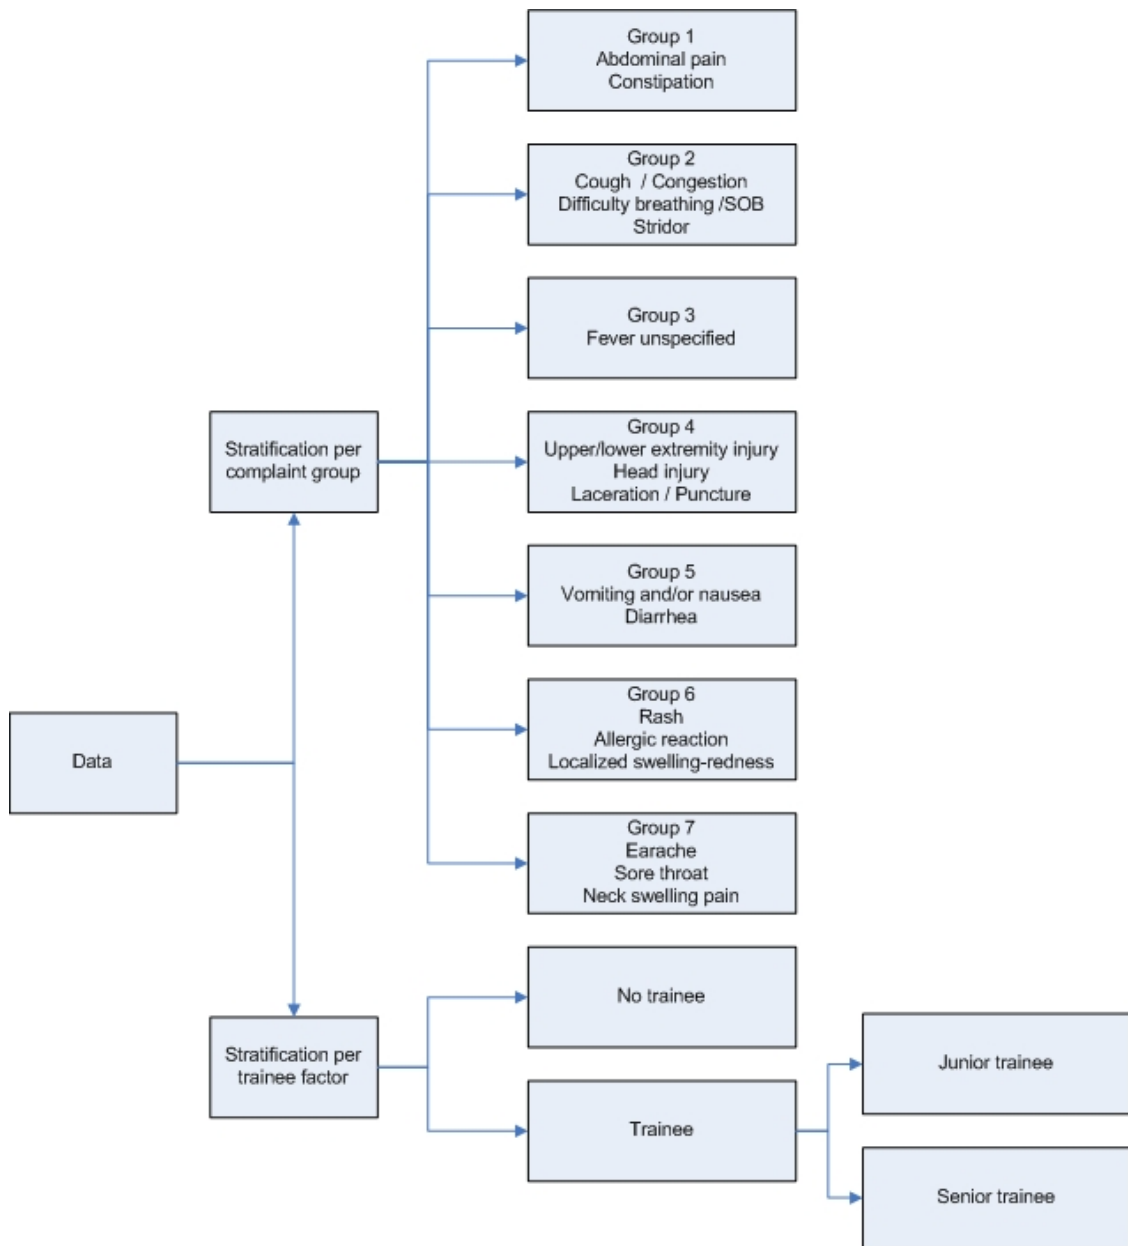 Group 1
Abdominal pain
Constipation
Group 2
Cough / Congestion
Difficulty breathing /SOB
Stridor
Group 3
Fever unspecified
Stratification per
complaint group
Group 4
Upper/lower extremity injury
Head injury
Laceration / Puncture
Group 5
Vomiting and/or nausea
Diarrhea
Group 6
Rash
Allergic reaction
Localized swelling-redness
Data
Group 7
Earache
Sore throat
Neck swelling pain
No trainee
Stratification per
trainee factor
Junior trainee
Trainee
Senior trainee